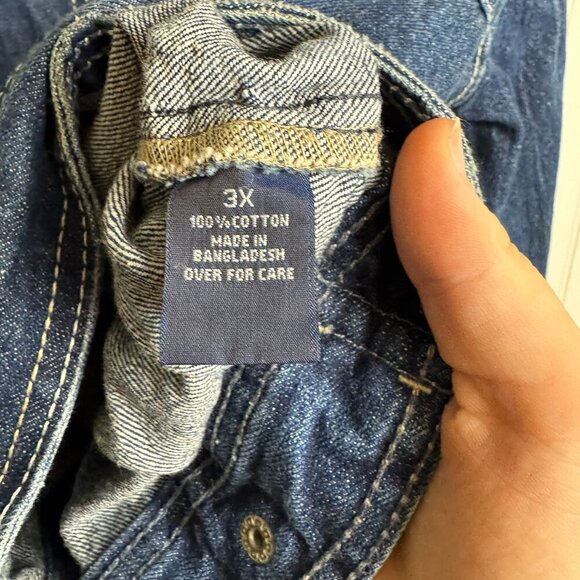 3X
100% COTTON
MADE IN
BANGLADESH
OVER FOR CARE